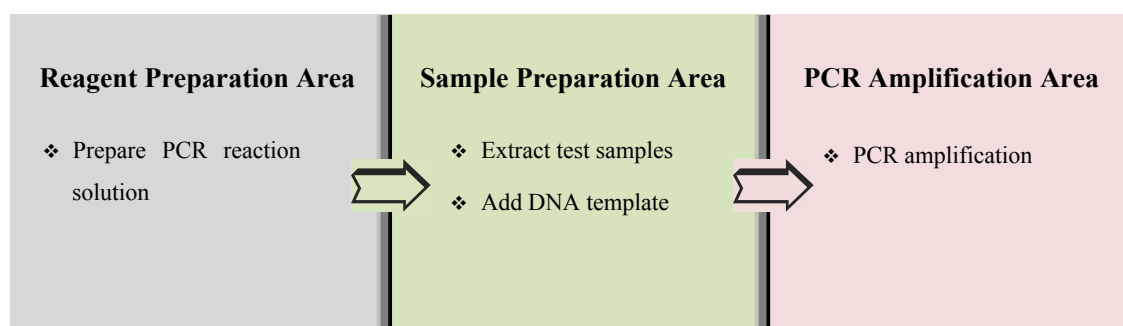 Reagent Preparation Area
❖ Prepare PCR reaction
solution
Sample Preparation Area
❖ Extract test samples
❖ Add DNA template
PCR Amplification Area
❖ PCR amplification